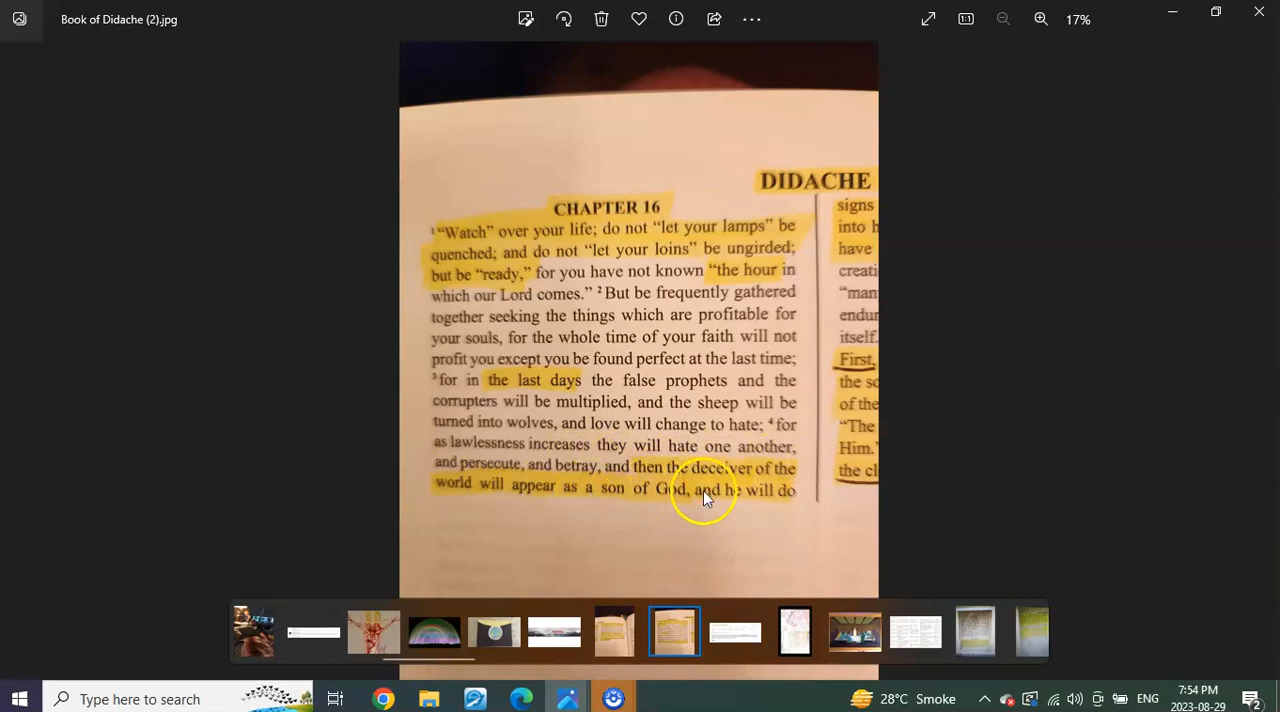 Book of Didache (2).jpg
17%
DIDACHE
CHAPTER 16
¹“Watch” over your life; do not “let your lamps” be
quenched; and do not “let your loins” be ungirded;
but be “ready,” for you have not known “the hour in
which our Lord comes.” ²But be frequently gathered
together seeking the things which are profitable for
your souls, for the whole time of your faith will not
profit you except you be found perfect at the last time;
³for in the last days the false prophets and the
corrupters will be multiplied, and the sheep will be
turned into wolves, and love will change to hate; ⁴for
as lawlessness increases they will hate one another,
and persecute, and betray, and then the deceiver of the
world will appear as a son of God, and he will do
signs
into h
have
creati
“man
endur
itself.
First,
the so
of the
“The
Him.”
the cl
Type here to search
28°C Smoke
ENG
7:54 PM
2023-08-29
2